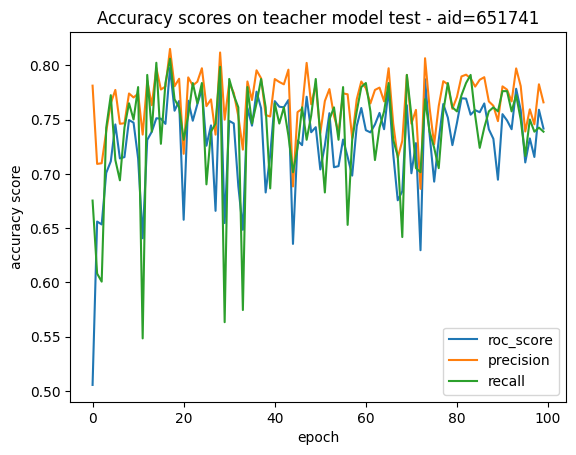 Accuracy scores on teacher model test - aid=651741
accuracy score
0.80
0.75
0.70
0.65
0.60
0.55
0.50
roc_score
precision
recall
0
20
40
60
80
100
epoch